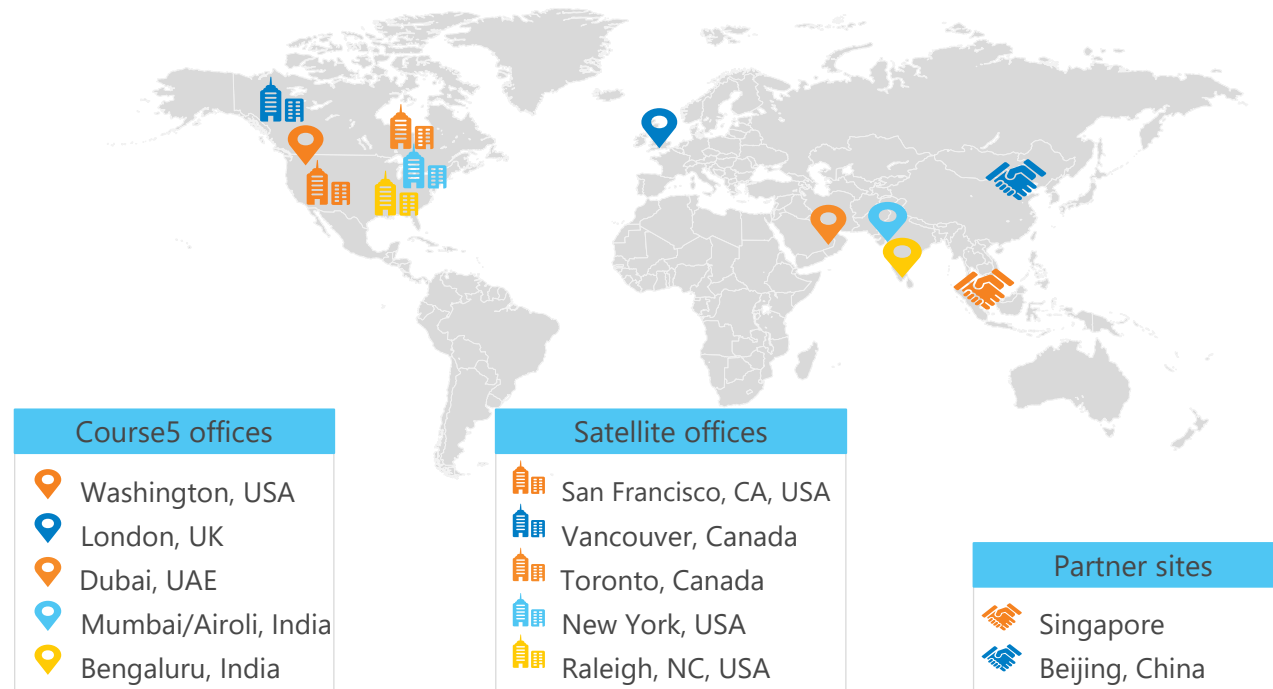 Course5 offices
Washington, USA
London, UK
Dubai, UAE
Mumbai/Airoli, India
Bengaluru, India
Satellite offices
San Francisco, CA, USA
Vancouver, Canada
Toronto, Canada
New York, USA
Raleigh, NC, USA
Partner sites
Singapore
Beijing, China